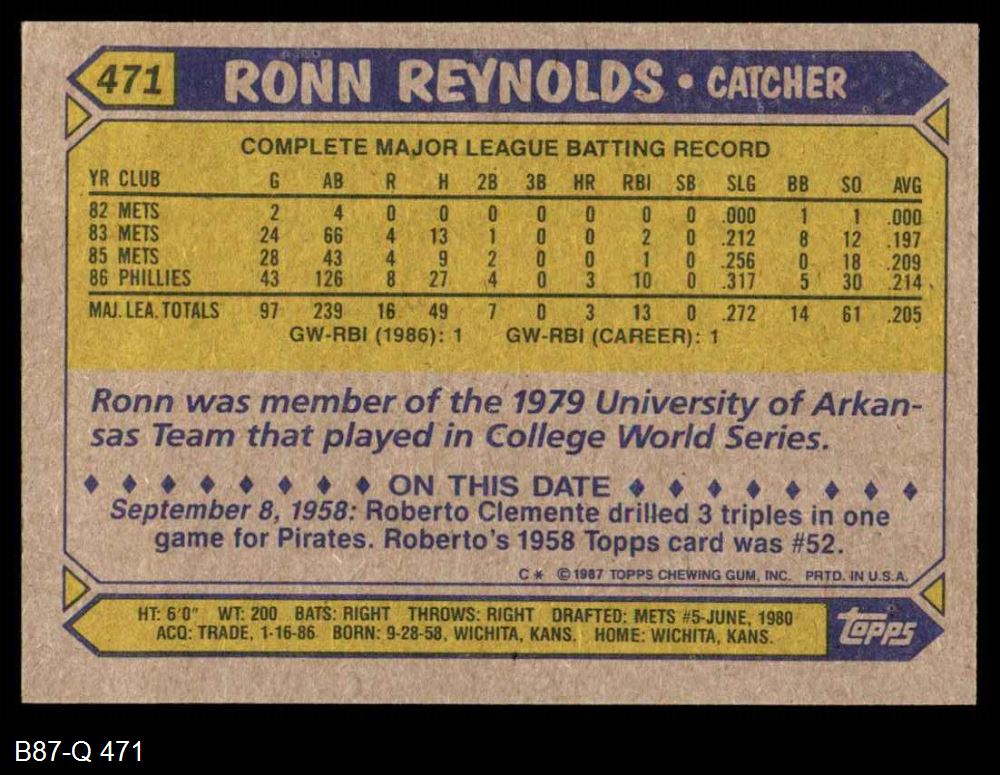 471 RONN REYNOLDS • CATCHER
COMPLETE MAJOR LEAGUE BATTING RECORD
YR CLUB G AB R H 2B 3B HR RBI SB SLG BB SO AVG
82 METS 2 4 0 0 0 0 0 0 0 .000 1 1 .000
83 METS 24 66 4 13 1 0 0 2 0 .212 8 12 .197
85 METS 28 43 4 9 2 0 0 1 0 .256 0 18 .209
86 PHILLIES 43 126 8 27 4 0 3 10 0 .317 5 30 .214
MAJ. LEA. TOTALS 97 239 16 49 7 0 3 13 0 .272 14 61 .205
GW-RBI (1986): 1 GW-RBI (CAREER): 1
Ronn was member of the 1979 University of Arkan-
sas Team that played in College World Series.
ON THIS DATE
September 8, 1958: Roberto Clemente drilled 3 triples in one
game for Pirates. Roberto's 1958 Topps card was #52.
C* ©1987 TOPPS CHEWING GUM, INC. PRTD. IN U.S.A.
HT: 6'0" WT: 200 BATS: RIGHT THROWS: RIGHT DRAFTED: METS #5-JUNE, 1980
ACQ: TRADE, 1-16-86 BORN: 9-28-58, WICHITA, KANS. HOME: WICHITA, KANS.
topps
B87-Q 471